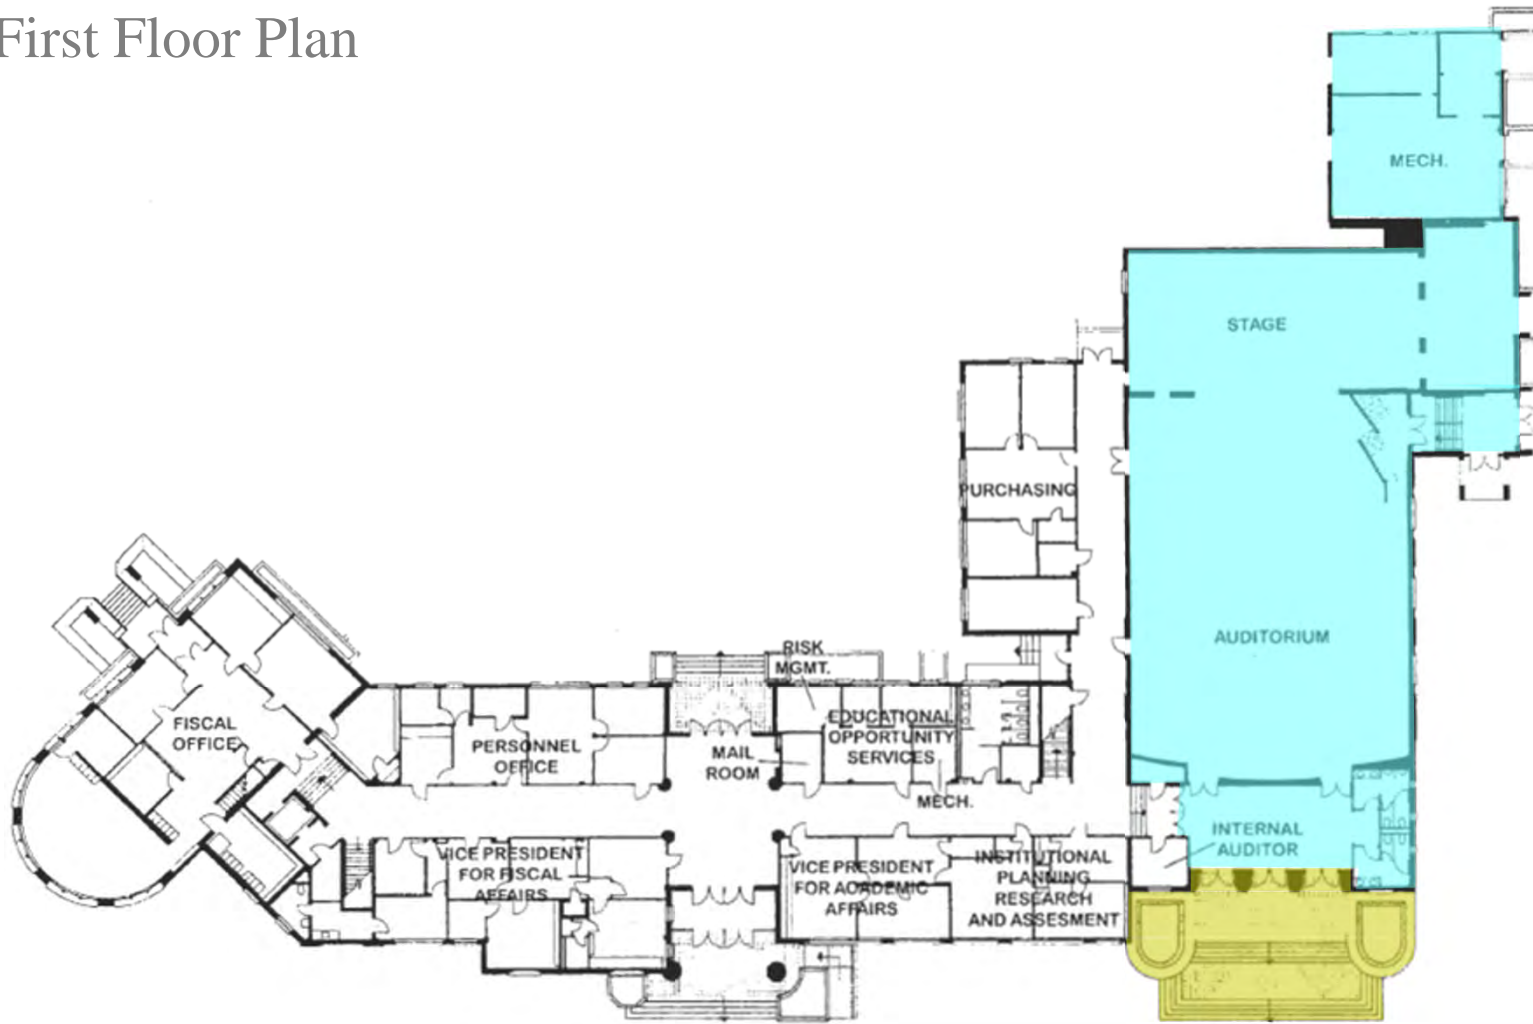 First Floor Plan
MECH.
STAGE
PURCHASING
AUDITORIUM
RISK
MGMT.
FISCAL
OFFICE
PERSONNEL
OFFICE
MAIL
ROOM
EDUCATIONAL
OPPORTUNITY
SERVICES
MECH.
INTERNAL
AUDITOR
VICE PRESIDENT
FOR FISCAL
AFFAIRS
VICE PRESIDENT
FOR ACADEMIC
AFFAIRS
INSTITUTIONAL
PLANNING
RESEARCH
AND ASSESMENT